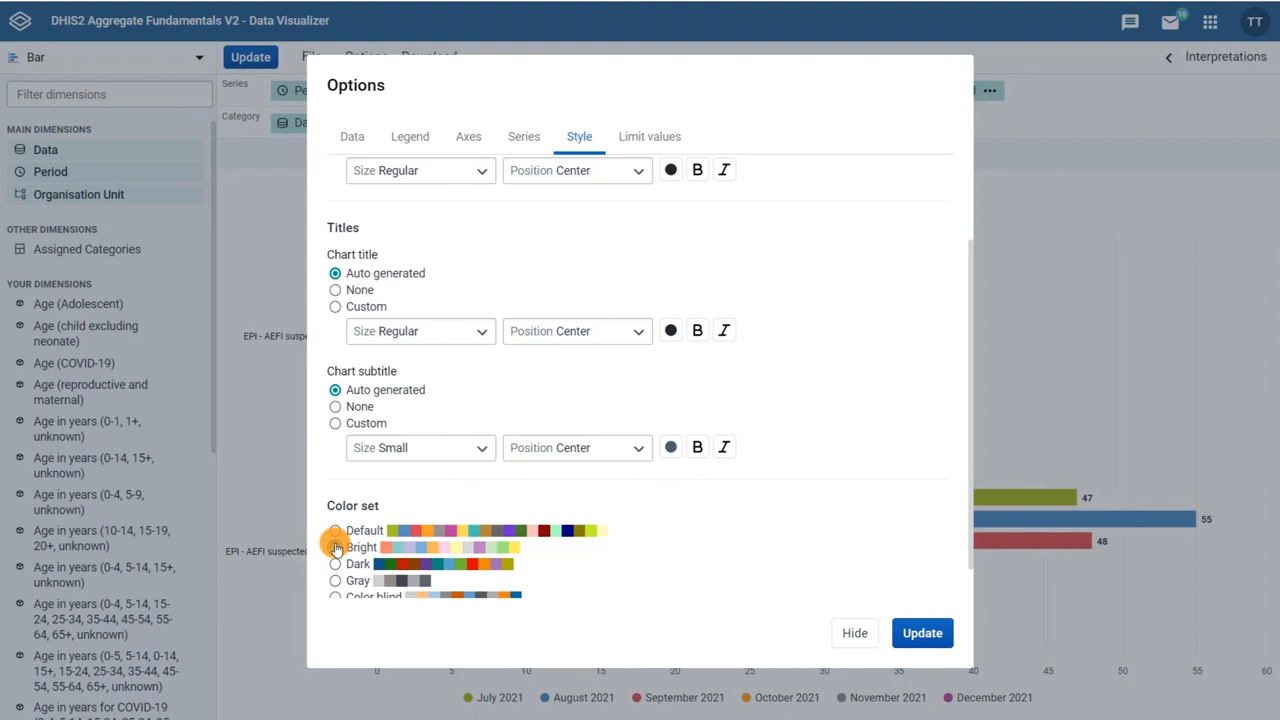 DHIS2 Aggregate Fundamentals V2 - Data Visualizer
10
TT
Bar
Update
Interpretations
Filter dimensions
Series
Category
MAIN DIMENSIONS
Data
Period
Organisation Unit
OTHER DIMENSIONS
Assigned Categories
YOUR DIMENSIONS
Age (Adolescent)
Age (child excluding
neonate)
Age (COVID-19)
Age (reproductive and
maternal)
Age in years (0-1, 1+,
unknown)
Age in years (0-14, 15+,
unknown)
Age in years (0-4, 5-9,
unknown)
Age in years (10-14, 15-19,
20+, unknown)
Age in years (0-4, 5-14, 15+,
unknown)
Age in years (0-4, 5-14, 15-
24, 25-34, 35-44, 45-54, 55-
64, 65+, unknown)
Age in years (0-5, 5-14, 0-14,
15+, 15-24, 25-34, 35-44, 45-
54, 55-64, 65+, unknown)
Age in years for COVID-19
Options
Data Legend Axes Series Style Limit values
Size Regular Position Center B I
Titles
Chart title
Auto generated
None
Custom
Size Regular Position Center B I
Chart subtitle
Auto generated
None
Custom
Size Small Position Center B I
Color set
Default
Bright
Dark
Gray
Color blind
Hide Update
EPI - AEFI suspe
EPI - AEFI suspected
47
55
48
0 5 10 15 20 25 30 35 40 45 50 55 60
July 2021 August 2021 September 2021 October 2021 November 2021 December 2021